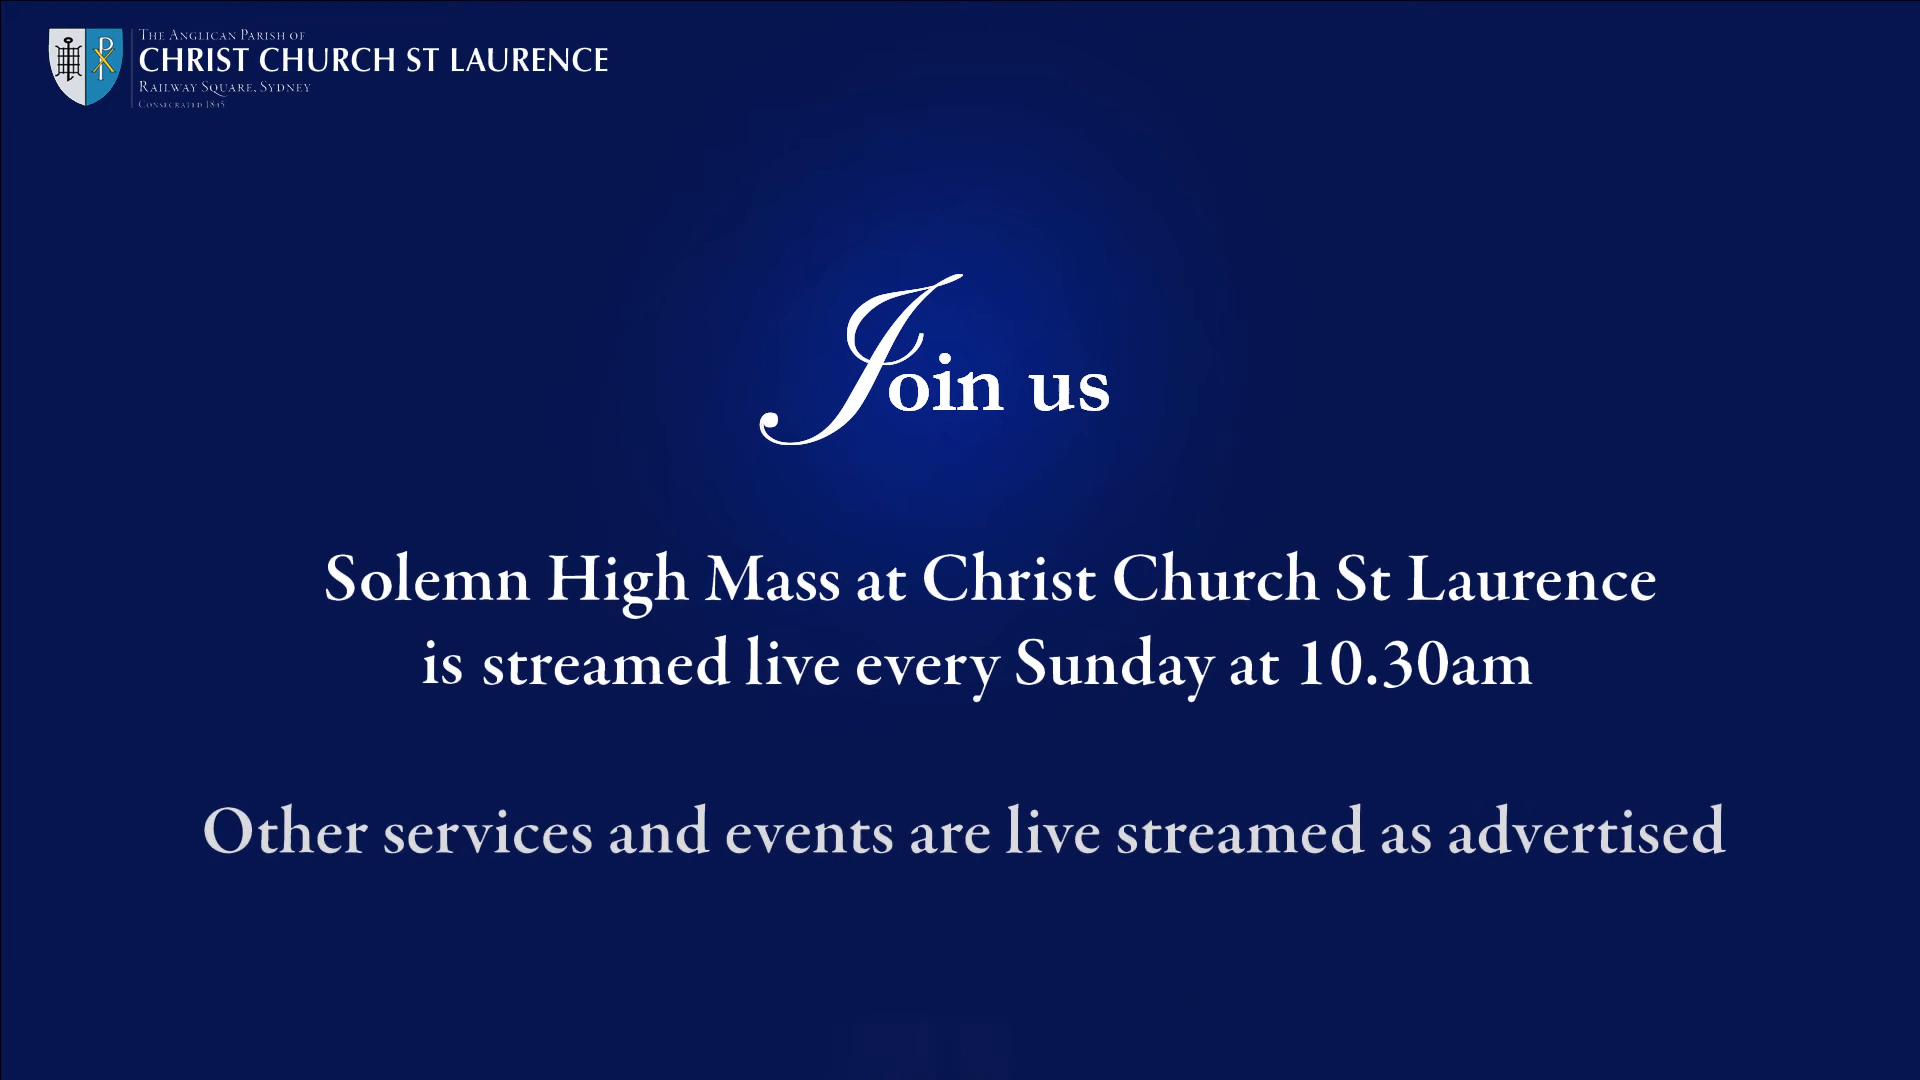 The Anglican Parish of
CHRIST CHURCH ST LAURENCE
Railway Square, Sydney
Consecrated 1845
Join us
Solemn High Mass at Christ Church St Laurence
is streamed live every Sunday at 10.30am
Other services and events are live streamed as advertised